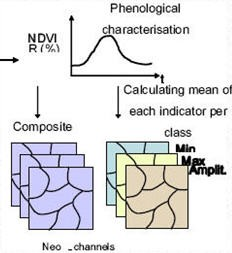 Phenological
characterisation
NDVI
R (%)
t
Calculating mean of
each indicator per
class
Composite
Min
Max
Amplit.
Neo _channels